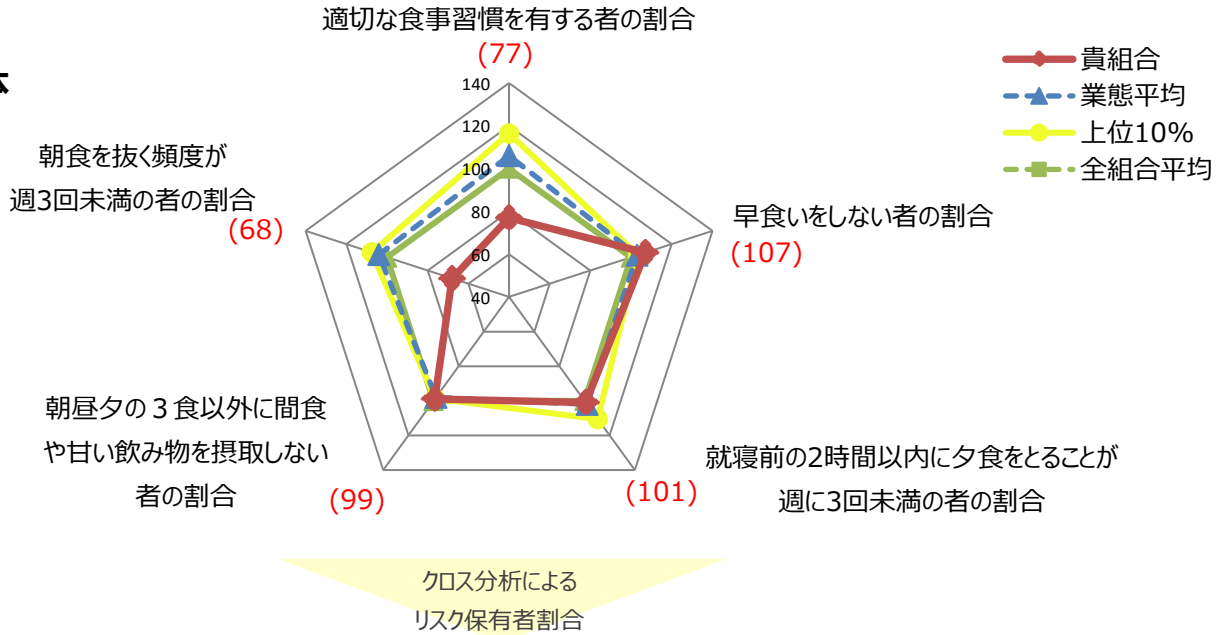 適切な食事習慣を有する者の割合
(77)
貴組合
業態平均
上位10%
全組合平均
140
120
100
80
60
40
朝食を抜く頻度が
週3回未満の者の割合
(68)
早食いをしない者の割合
(107)
朝昼夕の３食以外に間食
や甘い飲み物を摂取しない
者の割合
(99)
就寝前の2時間以内に夕食をとることが
週に3回未満の者の割合
(101)
クロス分析による
リスク保有者割合